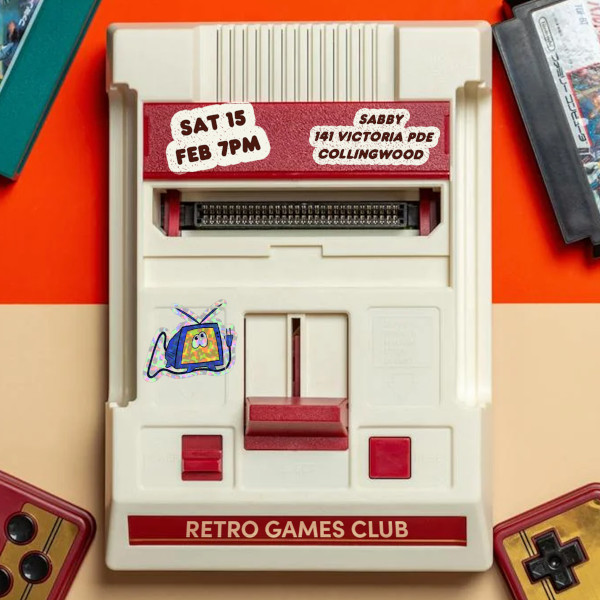 SAT 15
FEB 7PM
SABBY
141 VICTORIA PDE
COLLINGWOOD
RETRO GAMES CLUB